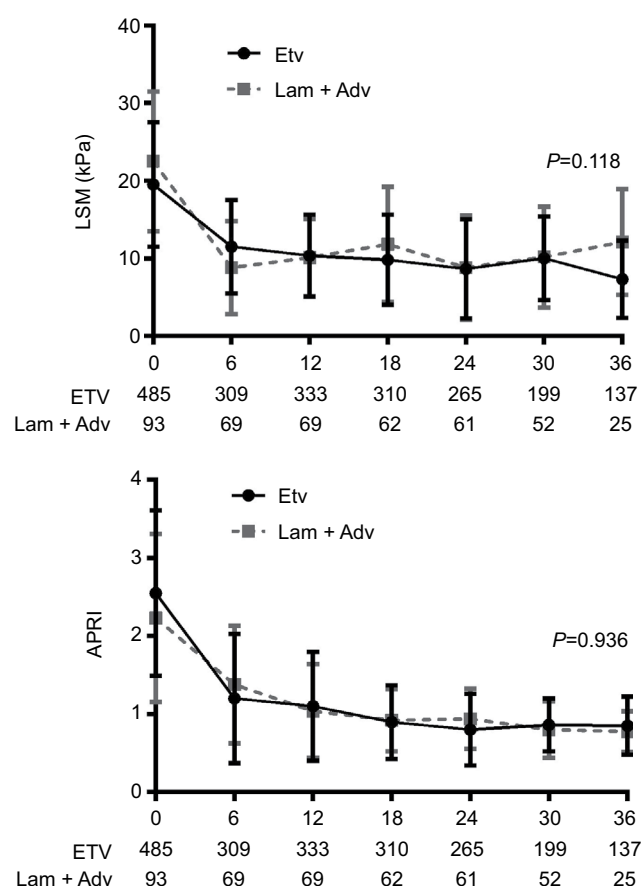 40
30
20
10
0
LSM (kPa)
Etv
Lam + Adv
P=0.118
0 6 12 18 24 30 36
ETV 485 309 333 310 265 199 137
Lam + Adv 93 69 69 62 61 52 25
4
3
2
1
0
APRI
Etv
Lam + Adv
P=0.936
0 6 12 18 24 30 36
ETV 485 309 333 310 265 199 137
Lam + Adv 93 69 69 62 61 52 25